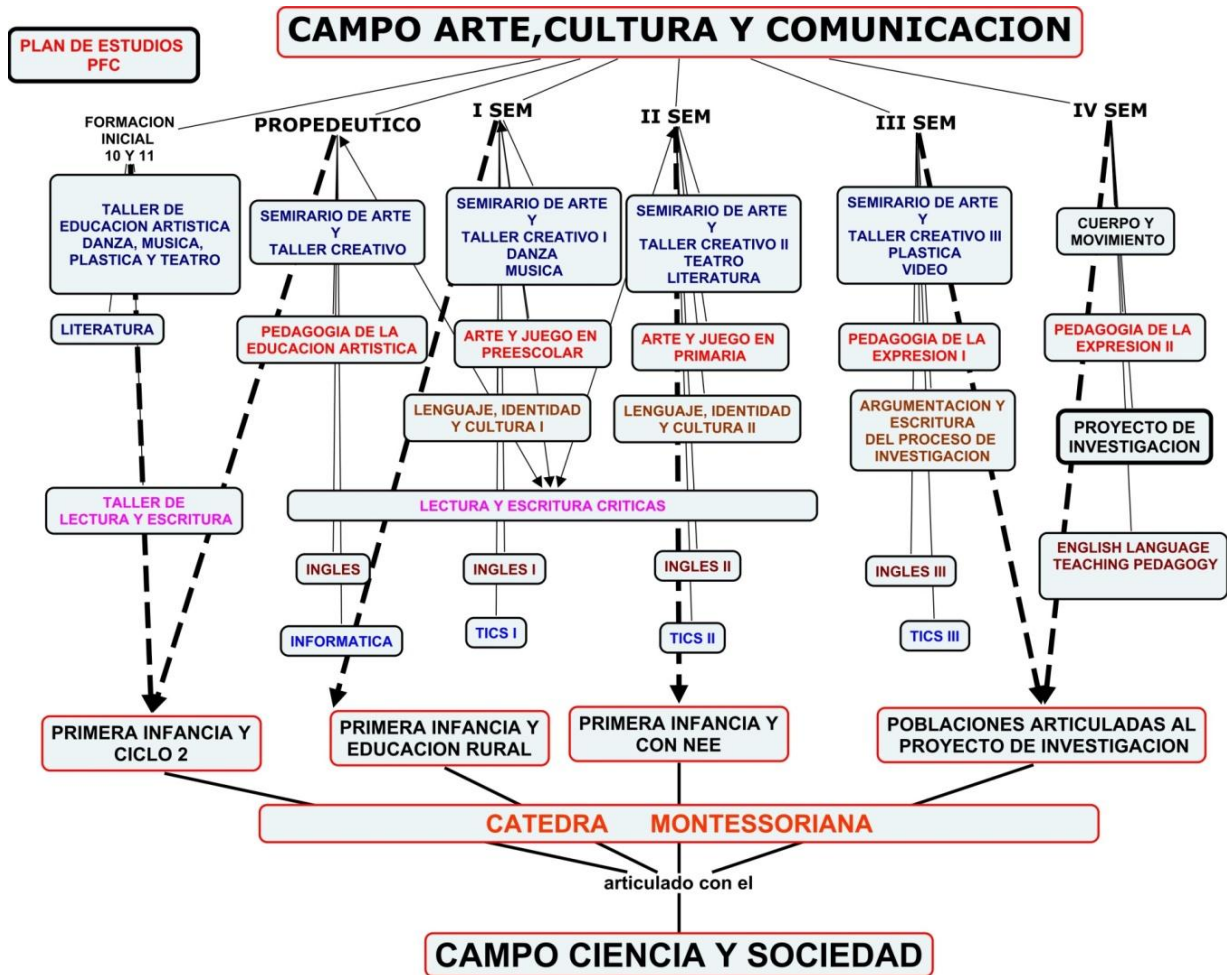 CAMPO ARTE,CULTURA Y COMUNICACION
PLAN DE ESTUDIOS
PFC
FORMACION
INICIAL
10 Y 11
PROPEDEUTICO
I SEM
II SEM
III SEM
IV SEM
TALLER DE
EDUCACION ARTISTICA
DANZA, MUSICA,
PLASTICA Y TEATRO
SEMIRARIO DE ARTE
Y
TALLER CREATIVO
SEMIRARIO DE ARTE
Y
TALLER CREATIVO I
DANZA
MUSICA
SEMIRARIO DE ARTE
Y
TALLER CREATIVO II
TEATRO
LITERATURA
SEMIRARIO DE ARTE
Y
TALLER CREATIVO III
PLASTICA
VIDEO
CUERPO Y
MOVIMIENTO
LITERATURA
PEDAGOGIA DE LA
EDUCACION ARTISTICA
ARTE Y JUEGO EN
PREESCOLAR
ARTE Y JUEGO EN
PRIMARIA
PEDAGOGIA DE LA
EXPRESION I
PEDAGOGIA DE LA
EXPRESION II
LENGUAJE, IDENTIDAD
Y CULTURA I
LENGUAJE, IDENTIDAD
Y CULTURA II
ARGUMENTACION Y
ESCRITURA
DEL PROCESO DE
INVESTIGACION
PROYECTO DE
INVESTIGACION
TALLER DE
LECTURA Y ESCRITURA
LECTURA Y ESCRITURA CRITICAS
INGLES
INGLES I
INGLES II
INGLES III
ENGLISH LANGUAGE
TEACHING PEDAGOGY
INFORMATICA
TICS I
TICS II
TICS III
PRIMERA INFANCIA Y
CICLO 2
PRIMERA INFANCIA Y
EDUCACION RURAL
PRIMERA INFANCIA Y
CON NEE
POBLACIONES ARTICULADAS AL
PROYECTO DE INVESTIGACION
CATEDRA MONTESSORIANA
articulado con el
CAMPO CIENCIA Y SOCIEDAD